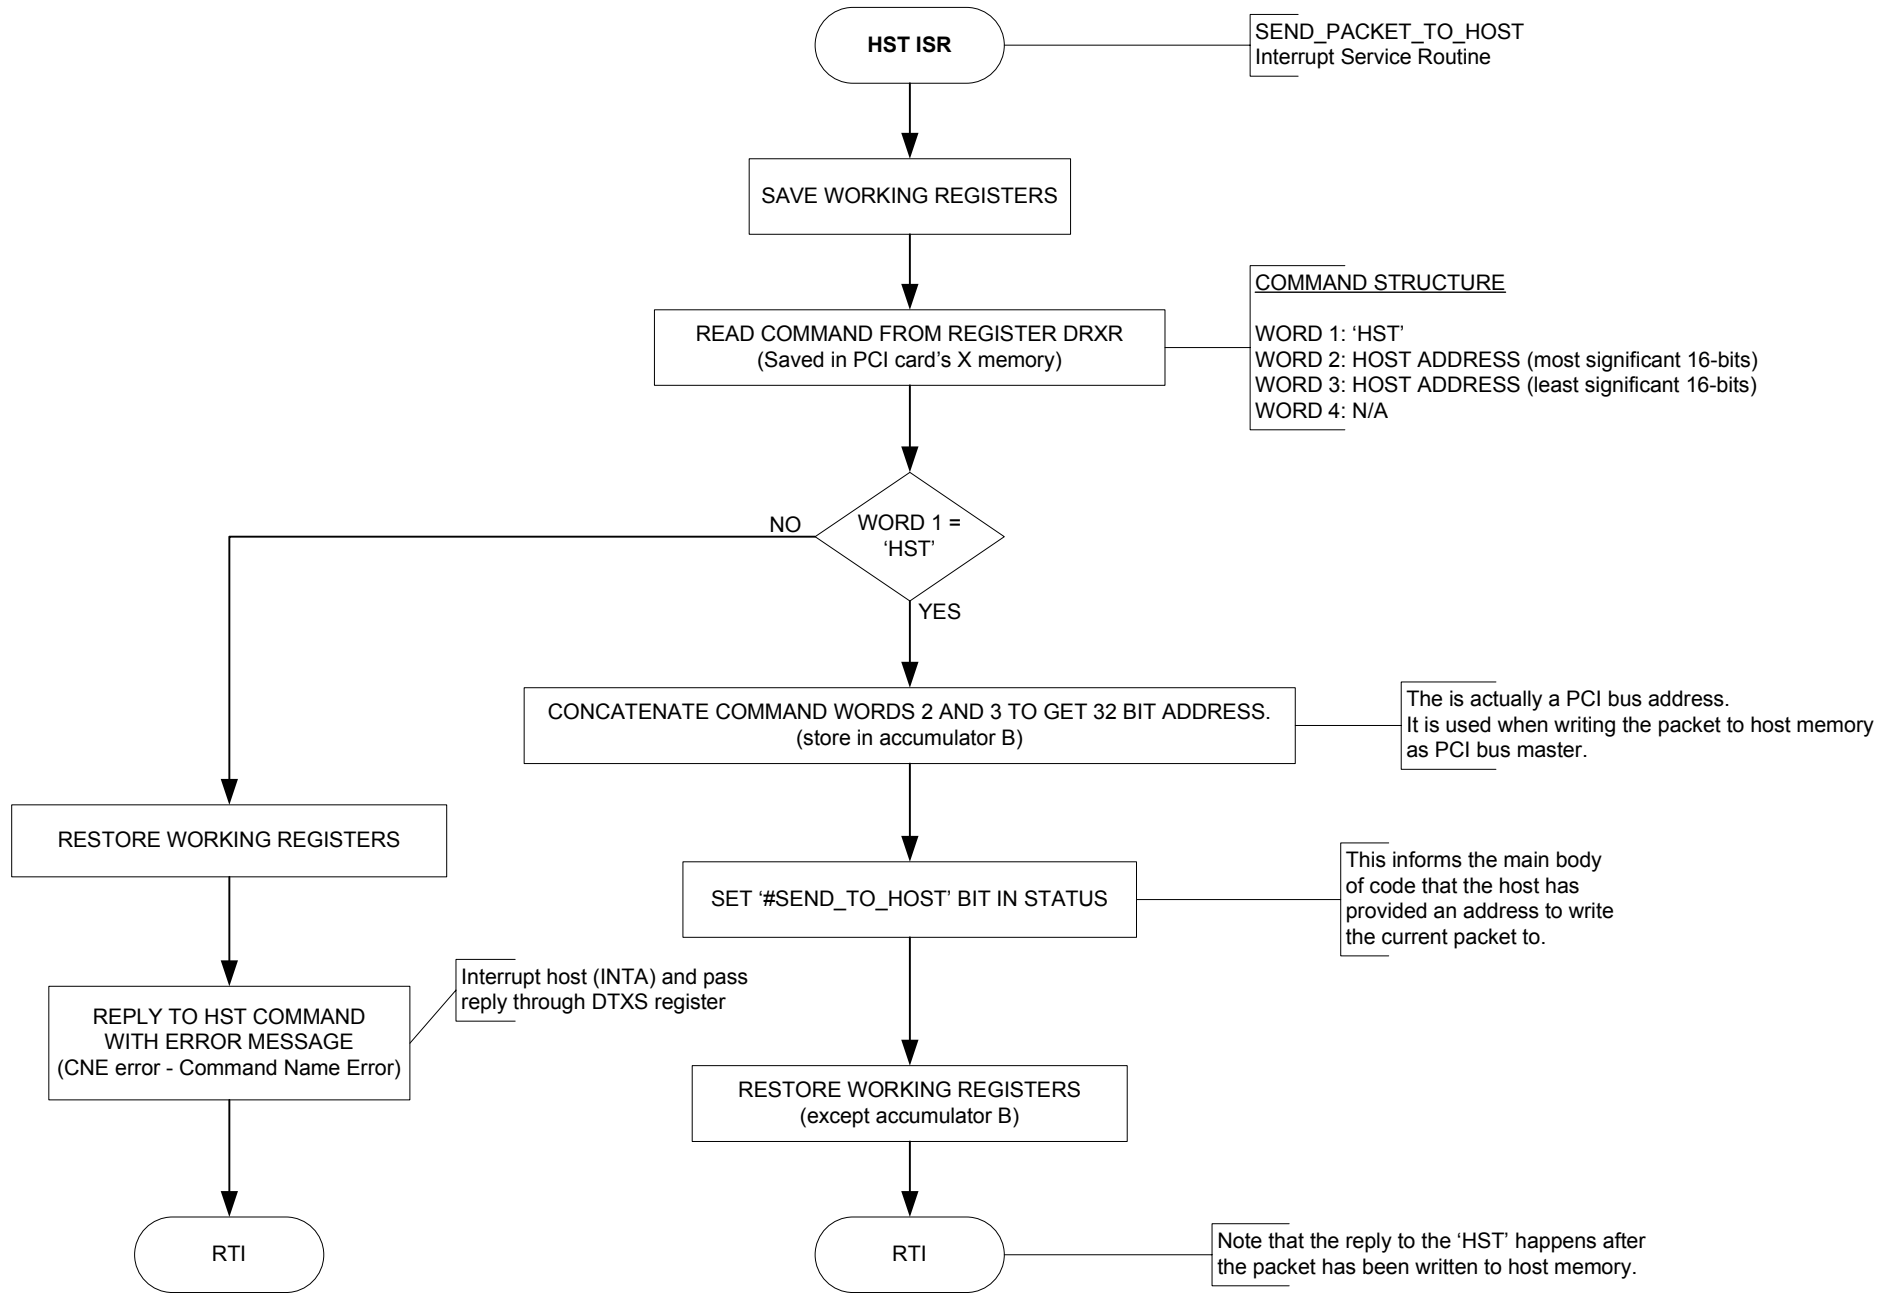 HST ISR
SEND_PACKET_TO_HOST
Interrupt Service Routine
SAVE WORKING REGISTERS
READ COMMAND FROM REGISTER DRXR
(Saved in PCI card's X memory)
COMMAND STRUCTURE
WORD 1: ‘HST’
WORD 2: HOST ADDRESS (most significant 16-bits)
WORD 3: HOST ADDRESS (least significant 16-bits)
WORD 4: N/A
WORD 1 =
‘HST’
NO
YES
CONCATENATE COMMAND WORDS 2 AND 3 TO GET 32 BIT ADDRESS.
(store in accumulator B)
The is actually a PCI bus address.
It is used when writing the packet to host memory
as PCI bus master.
RESTORE WORKING REGISTERS
SET ‘#SEND_TO_HOST’ BIT IN STATUS
This informs the main body
of code that the host has
provided an address to write
the current packet to.
Interrupt host (INTA) and pass
reply through DTXS register
REPLY TO HST COMMAND
WITH ERROR MESSAGE
(CNE error - Command Name Error)
RESTORE WORKING REGISTERS
(except accumulator B)
RTI
RTI
Note that the reply to the ‘HST’ happens after
the packet has been written to host memory.